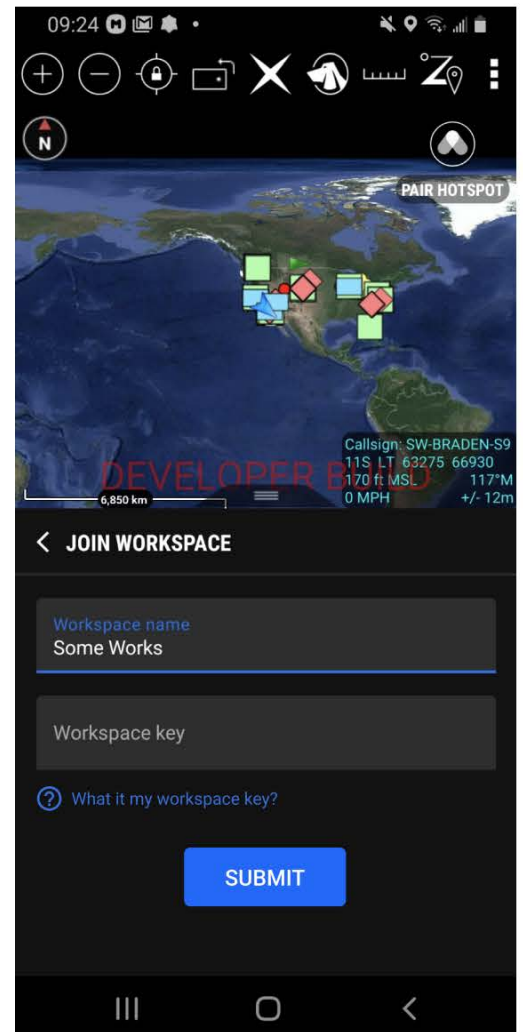 09:24
N
PAIR HOTSPOT
Callsign: SW-BRADEN-S9
11S LT 63275 66930
170 ft MSL 117°M
0 MPH +/- 12m
DEVELOPER BUILD
6,850 km
JOIN WORKSPACE
Workspace name
Some Works
Workspace key
? What it my workspace key?
SUBMIT